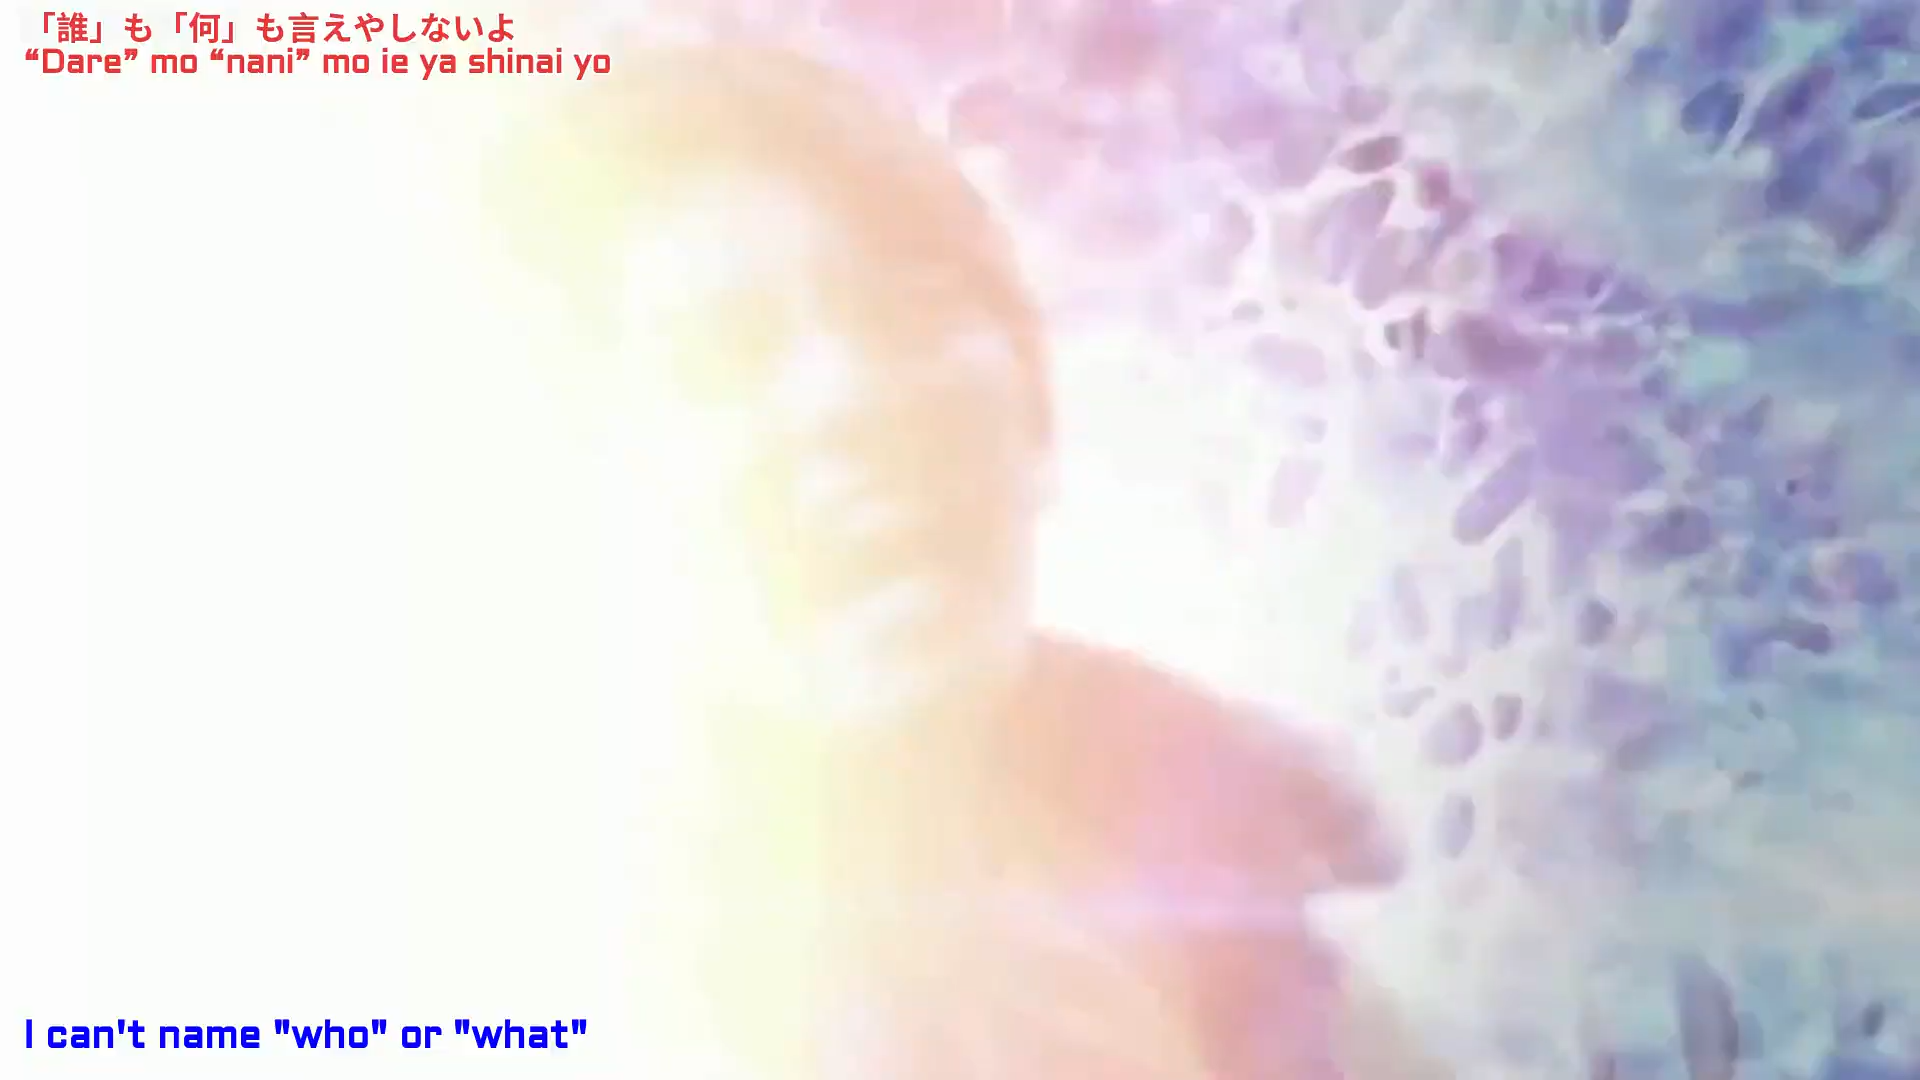 「誰」も「何」も言えやしないよ
“Dare” mo “nani” mo ie ya shinai yo
I can't name "who" or "what"